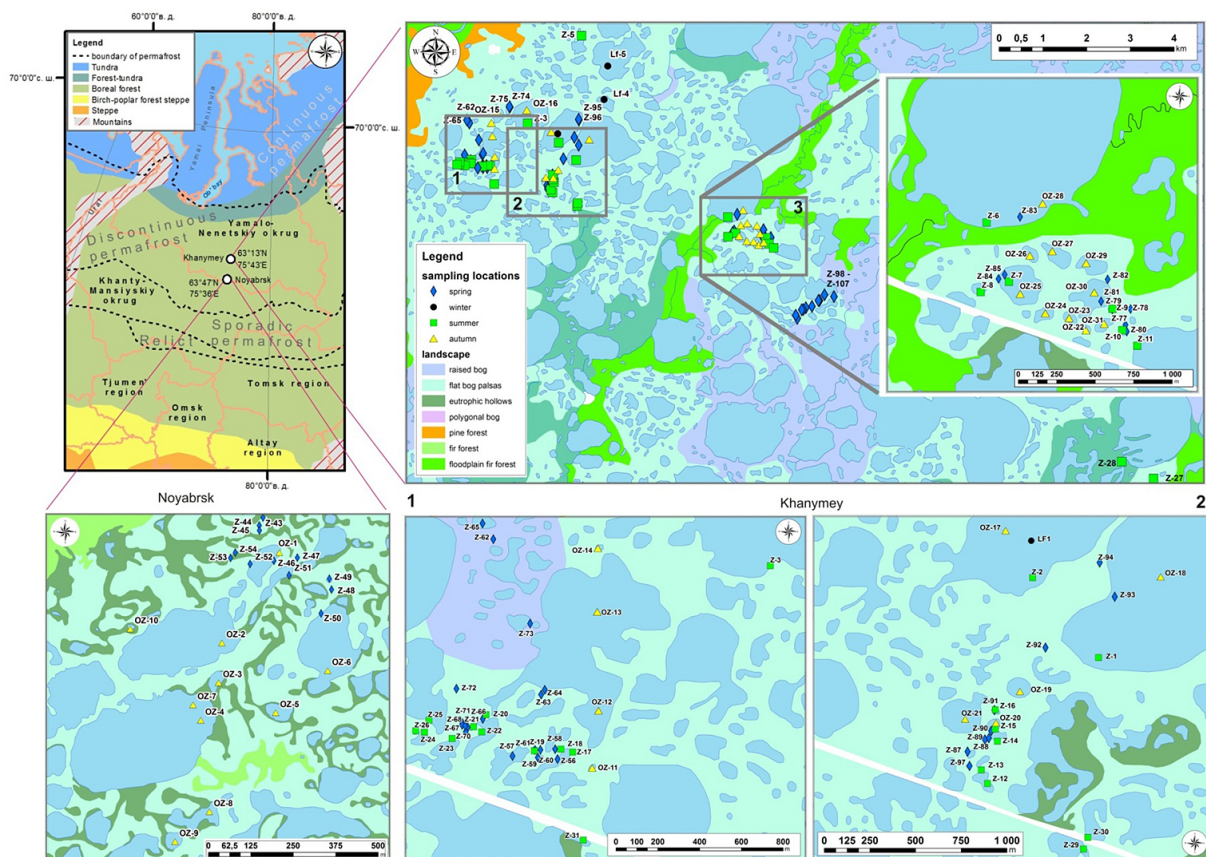 60°0'0"в. д.
80°0'0"в. д.
Legend
boundary of permafrost
Tundra
Forest-tundra
Boreal forest
Birch-poplar forest steppe
Steppe
Mountains
70°0'0"с. ш.
70°0'0"с. ш.
Yamal Peninsula
Continuous
permafrost
Ob' bay
Ural
Discontinuous
permafrost
Yamalo-
Nenetskiy okrug
Khanymey
63°13'N
75°43'E
63°47'N
75°36'E
Noyabrsk
Khanty-
Mansiyskiy
okrug
Sporadic
Relict permafrost
Tjumen'
region
Tomsk region
Omsk
region
Altay
region
80°0'0"в. д.
N
W E
S
Z-5
Lf-5
Lf-4
0 0,5 1 2 3 4
km
Z-62
Z-75
Z-74
OZ-15
OZ-16
Z-65
Z-3
Z-95
Z-96
1
2
3
Z-98 -
Z-107
Z-28
Z-27
Legend
sampling locations
spring
winter
summer
autumn
landscape
raised bog
flat bog palsas
eutrophic hollows
polygonal bog
pine forest
fir forest
floodplain fir forest
OZ-28
Z-83
Z-6
OZ-27
OZ-26
OZ-29
Z-85
Z-84
Z-7
Z-82
Z-8
OZ-25
OZ-30
Z-81
Z-79
OZ-24
OZ-23
Z-9
Z-78
OZ-31
Z-77
OZ-22
Z-10
Z-80
Z-11
0 125 250 500 750 1 000
m
Noyabrsk
1
Khanymey
2
Z-44
Z-43
Z-45
Z-54
OZ-1
Z-53
Z-52
Z-47
Z-46
Z-51
Z-49
Z-48
Z-50
OZ-10
OZ-2
OZ-6
OZ-3
OZ-7
OZ-4
OZ-5
OZ-8
OZ-9
0 62,5 125 250 375 500
m
Z-65
Z-62
OZ-14
Z-3
OZ-13
Z-73
Z-72
Z-64
Z-63
OZ-12
Z-25
Z-71
Z-66
Z-20
Z-68
Z-21
Z-26
Z-67
Z-22
Z-24
Z-70
Z-23
Z-61
Z-19
Z-58
Z-57
Z-18
Z-17
Z-59
Z-60
Z-56
OZ-11
Z-31
0 100 200 400 600 800
m
OZ-17
LF1
Z-2
Z-94
OZ-18
Z-93
Z-92
Z-1
OZ-19
Z-91
Z-16
OZ-21
OZ-20
Z-90
Z-15
Z-89
Z-14
Z-88
Z-87
Z-97
Z-13
Z-12
Z-30
Z-29
0 125 250 500 750 1 000
m